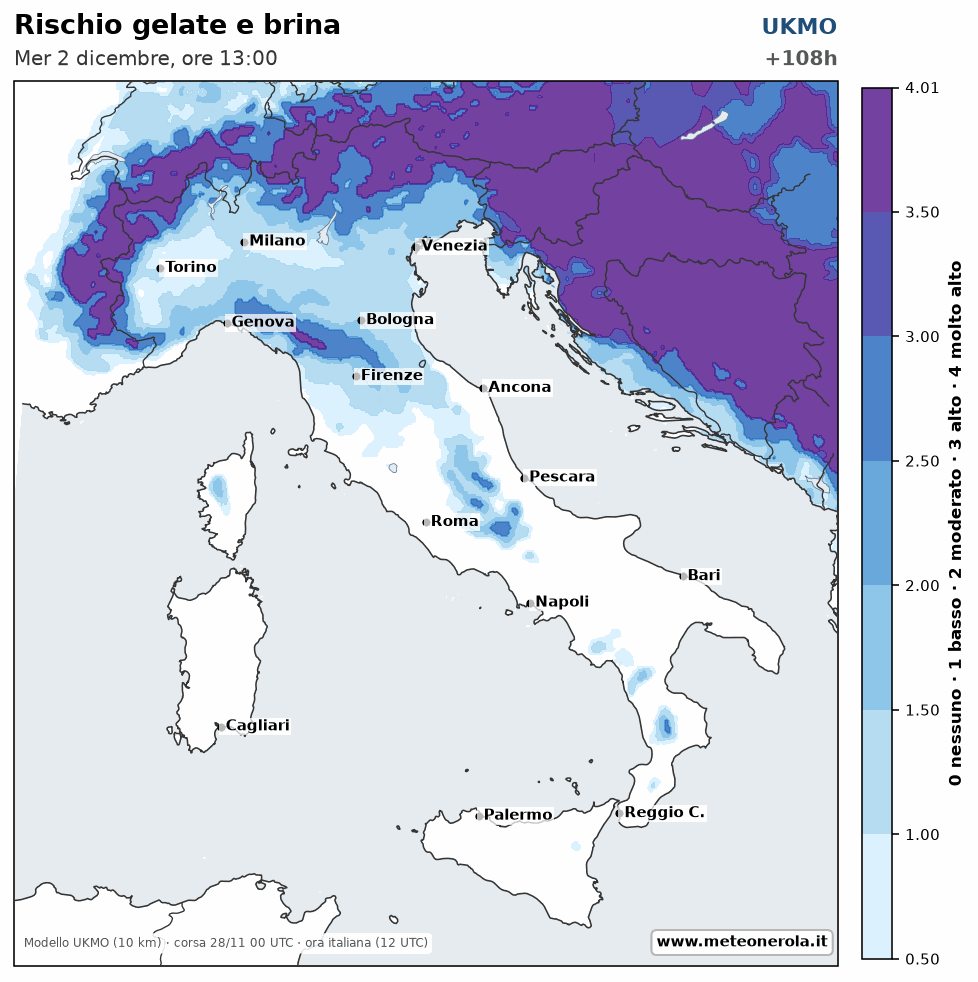 Rischio gelate e brina
UKMO
Mer 2 dicembre, ore 13:00
+108h
4.01
3.50
3.00
2.50
2.00
1.50
1.00
0.50
0 nessuno · 1 basso · 2 moderato · 3 alto · 4 molto alto
Milano
Venezia
Torino
Genova
Bologna
Firenze
Ancona
Pescara
Roma
Bari
Napoli
Cagliari
Palermo
Reggio C.
Modello UKMO (10 km) · corsa 28/11 00 UTC · ora italiana (12 UTC)
www.meteonerola.it